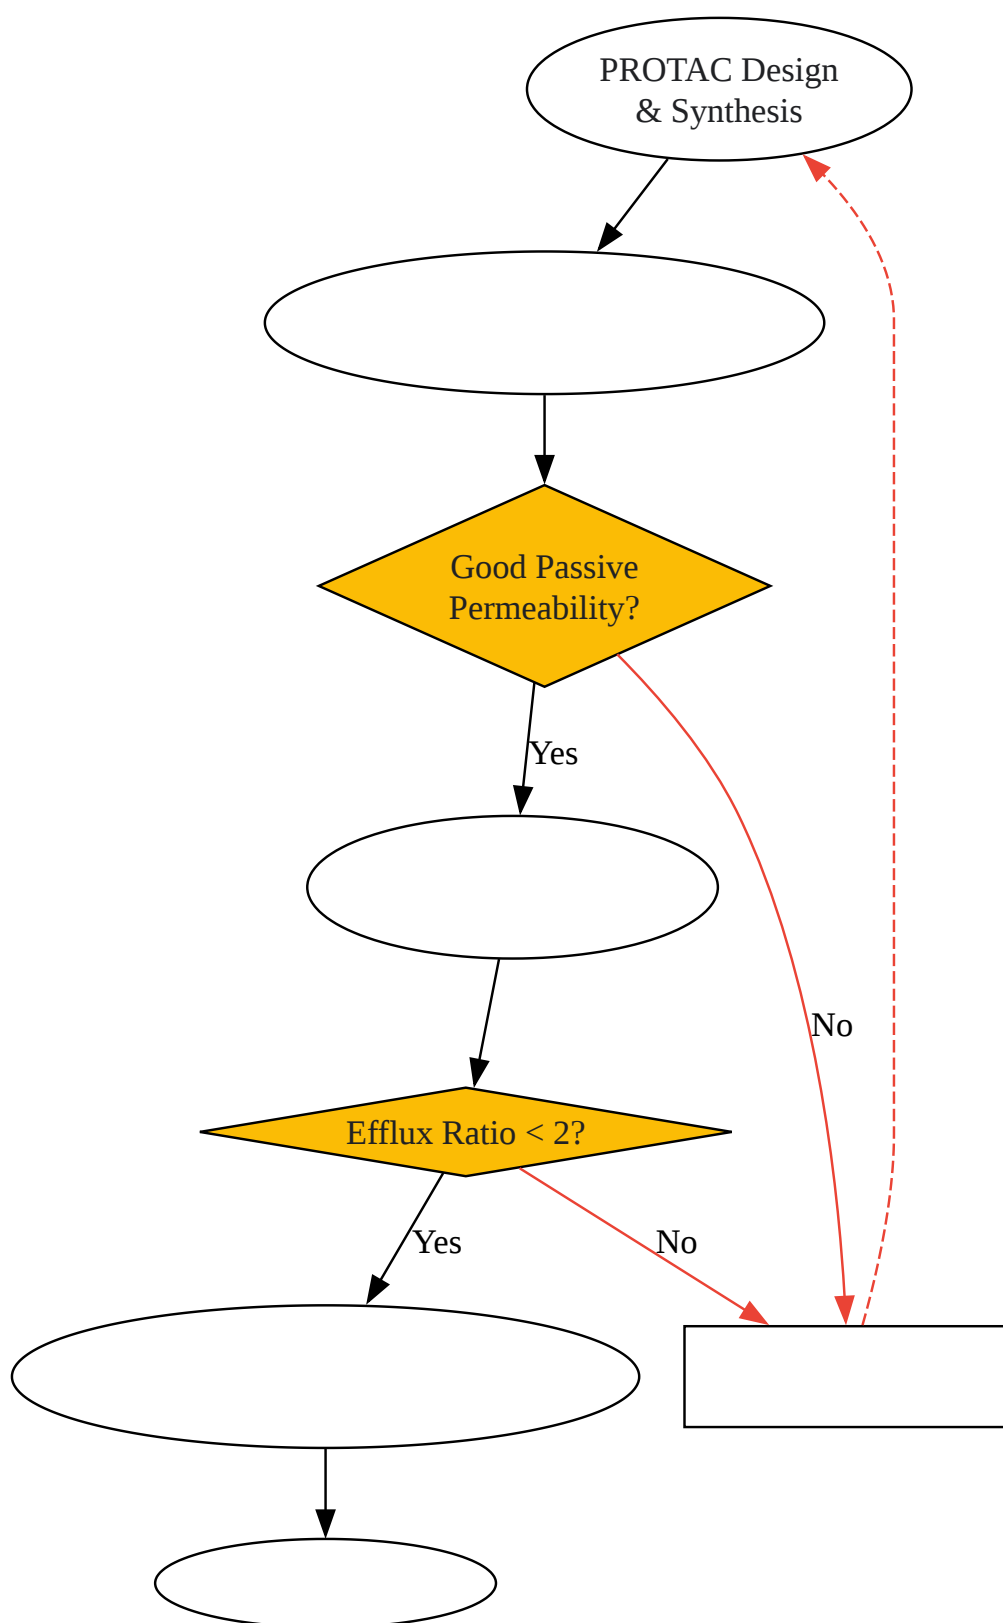 PROTAC Design
& Synthesis
Good Passive
Permeability?
Yes
No
Efflux Ratio < 2?
Yes
No